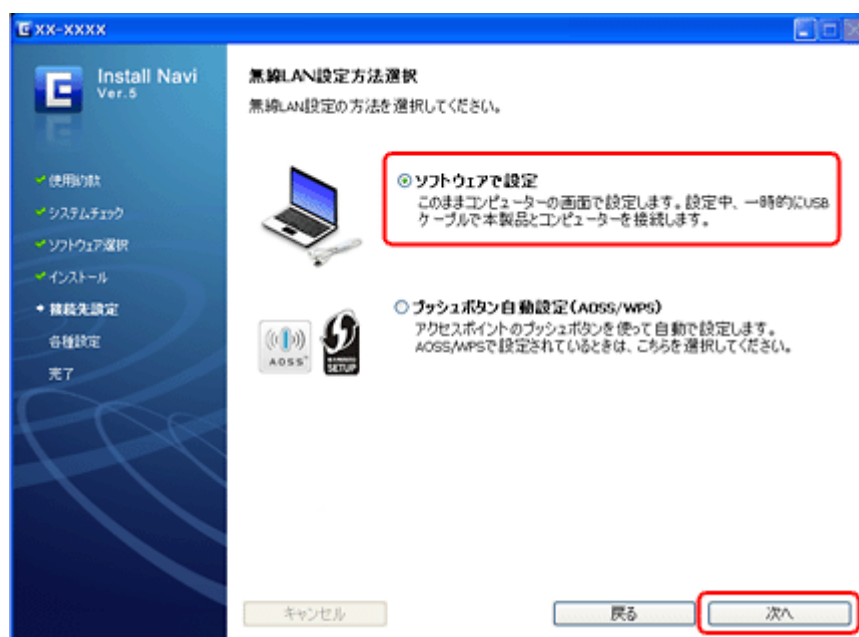 XX-XXXX
Install Navi
Ver.5
使用約款
システムチェック
ソフトウェア選択
インストール
接続先設定
各種設定
完了
無線LAN設定方法選択
無線LAN設定の方法を選択してください。
ソフトウェアで設定
このままコンピューターの画面で設定します。設定中、一時的にUSB
ケーブルで本製品とコンピューターを接続します。
プッシュボタン自動設定(AOSS/WPS)
アクセスポイントのプッシュボタンを使って自動で設定します。
AOSS/WPSで設定されているときは、こちらを選択してください。
AOSS
SETUP
キャンセル
戻る
次へ